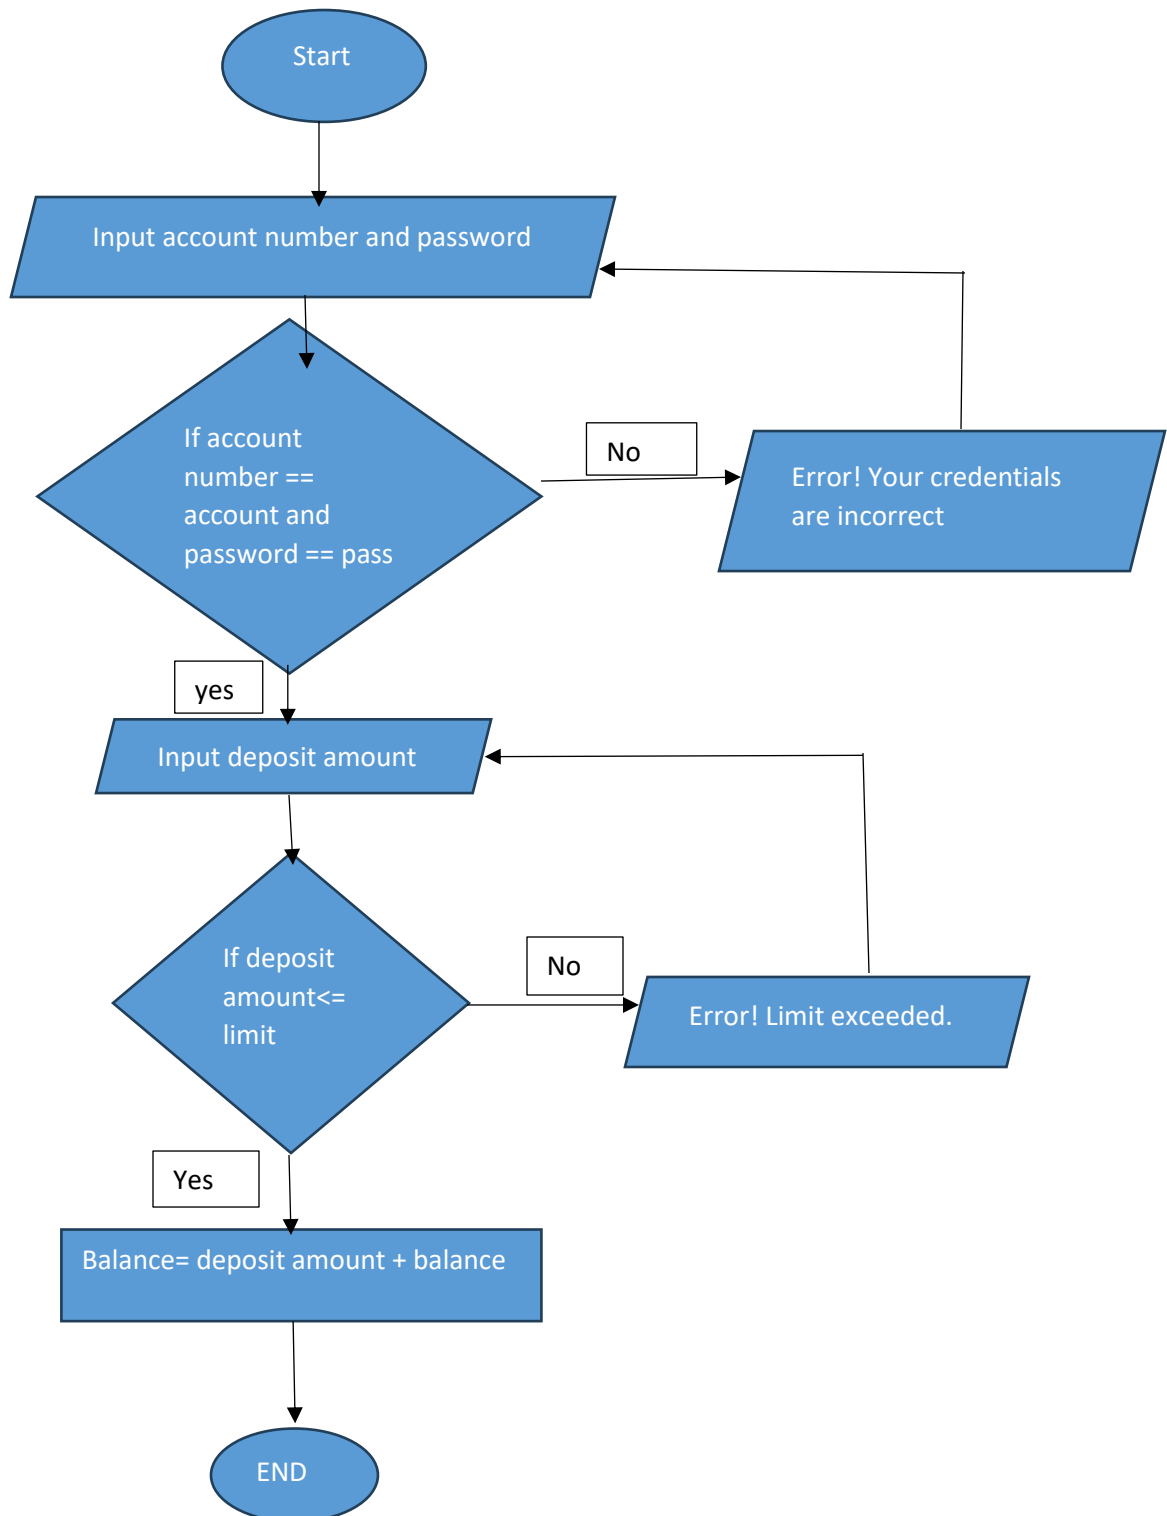 Start
Input account number and password
If account
number ==
account and
password == pass
No
Error! Your credentials
are incorrect
yes
Input deposit amount
If deposit
amount<=
limit
No
Error! Limit exceeded.
Yes
Balance= deposit amount + balance
END